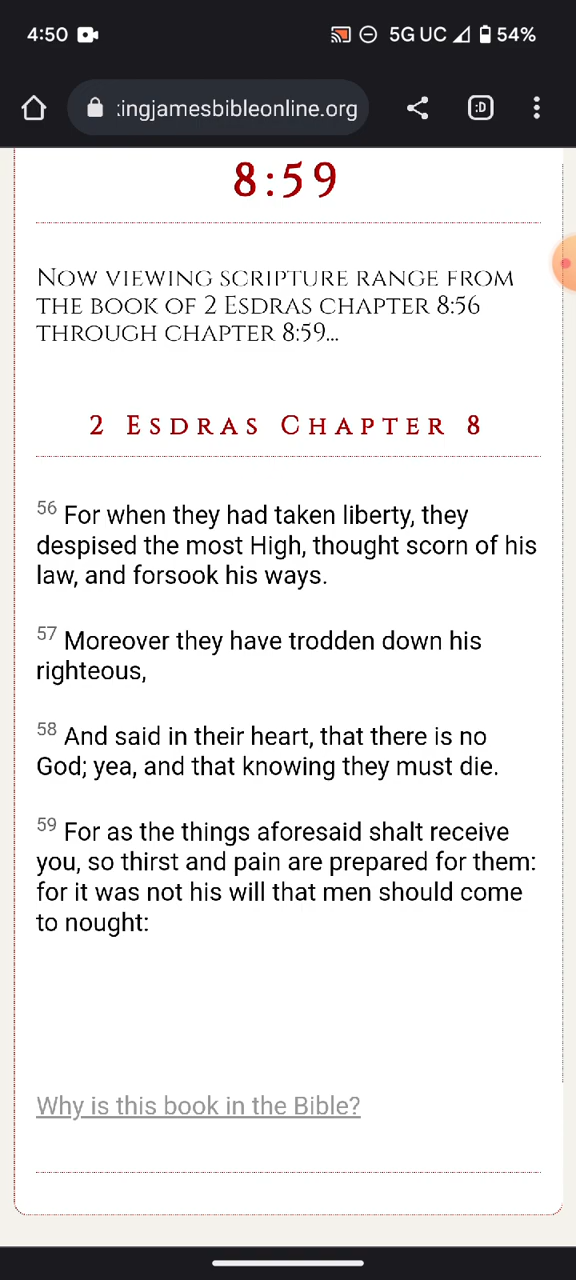 4:50
5G UC
54%
:ingjamesbibleonline.org
:D
8:59
Now viewing scripture range from
the book of 2 Esdras chapter 8:56
through chapter 8:59...
2 Esdras Chapter 8
56 For when they had taken liberty, they
despised the most High, thought scorn of his
law, and forsook his ways.
57 Moreover they have trodden down his
righteous,
58 And said in their heart, that there is no
God; yea, and that knowing they must die.
59 For as the things aforesaid shalt receive
you, so thirst and pain are prepared for them:
for it was not his will that men should come
to nought:
Why is this book in the Bible?